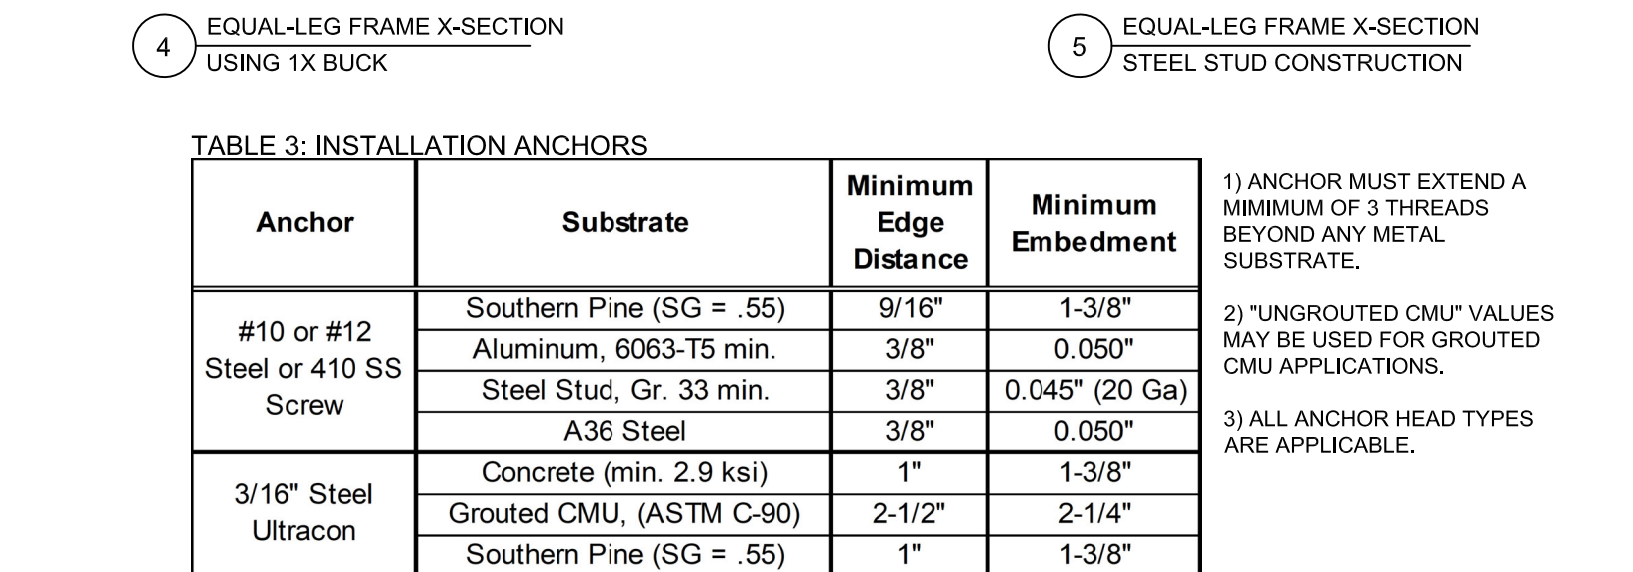 4
EQUAL-LEG FRAME X-SECTION
USING 1X BUCK
5
EQUAL-LEG FRAME X-SECTION
STEEL STUD CONSTRUCTION
TABLE 3: INSTALLATION ANCHORS
Anchor Substrate Minimum Edge Distance Minimum Embedment
#10 or #12 Steel or 410 SS Screw
Southern Pine (SG = .55) 9/16" 1-3/8"
Aluminum, 6063-T5 min. 3/8" 0.050"
Steel Stud, Gr. 33 min. 3/8" 0.045" (20 Ga)
A36 Steel 3/8" 0.050"
3/16" Steel Ultracon
Concrete (min. 2.9 ksi) 1" 1-3/8"
Grouted CMU, (ASTM C-90) 2-1/2" 2-1/4"
Southern Pine (SG = .55) 1" 1-3/8"
1) ANCHOR MUST EXTEND A
MIMIMUM OF 3 THREADS
BEYOND ANY METAL
SUBSTRATE.
2) "UNGROUTED CMU" VALUES
MAY BE USED FOR GROUTED
CMU APPLICATIONS.
3) ALL ANCHOR HEAD TYPES
ARE APPLICABLE.